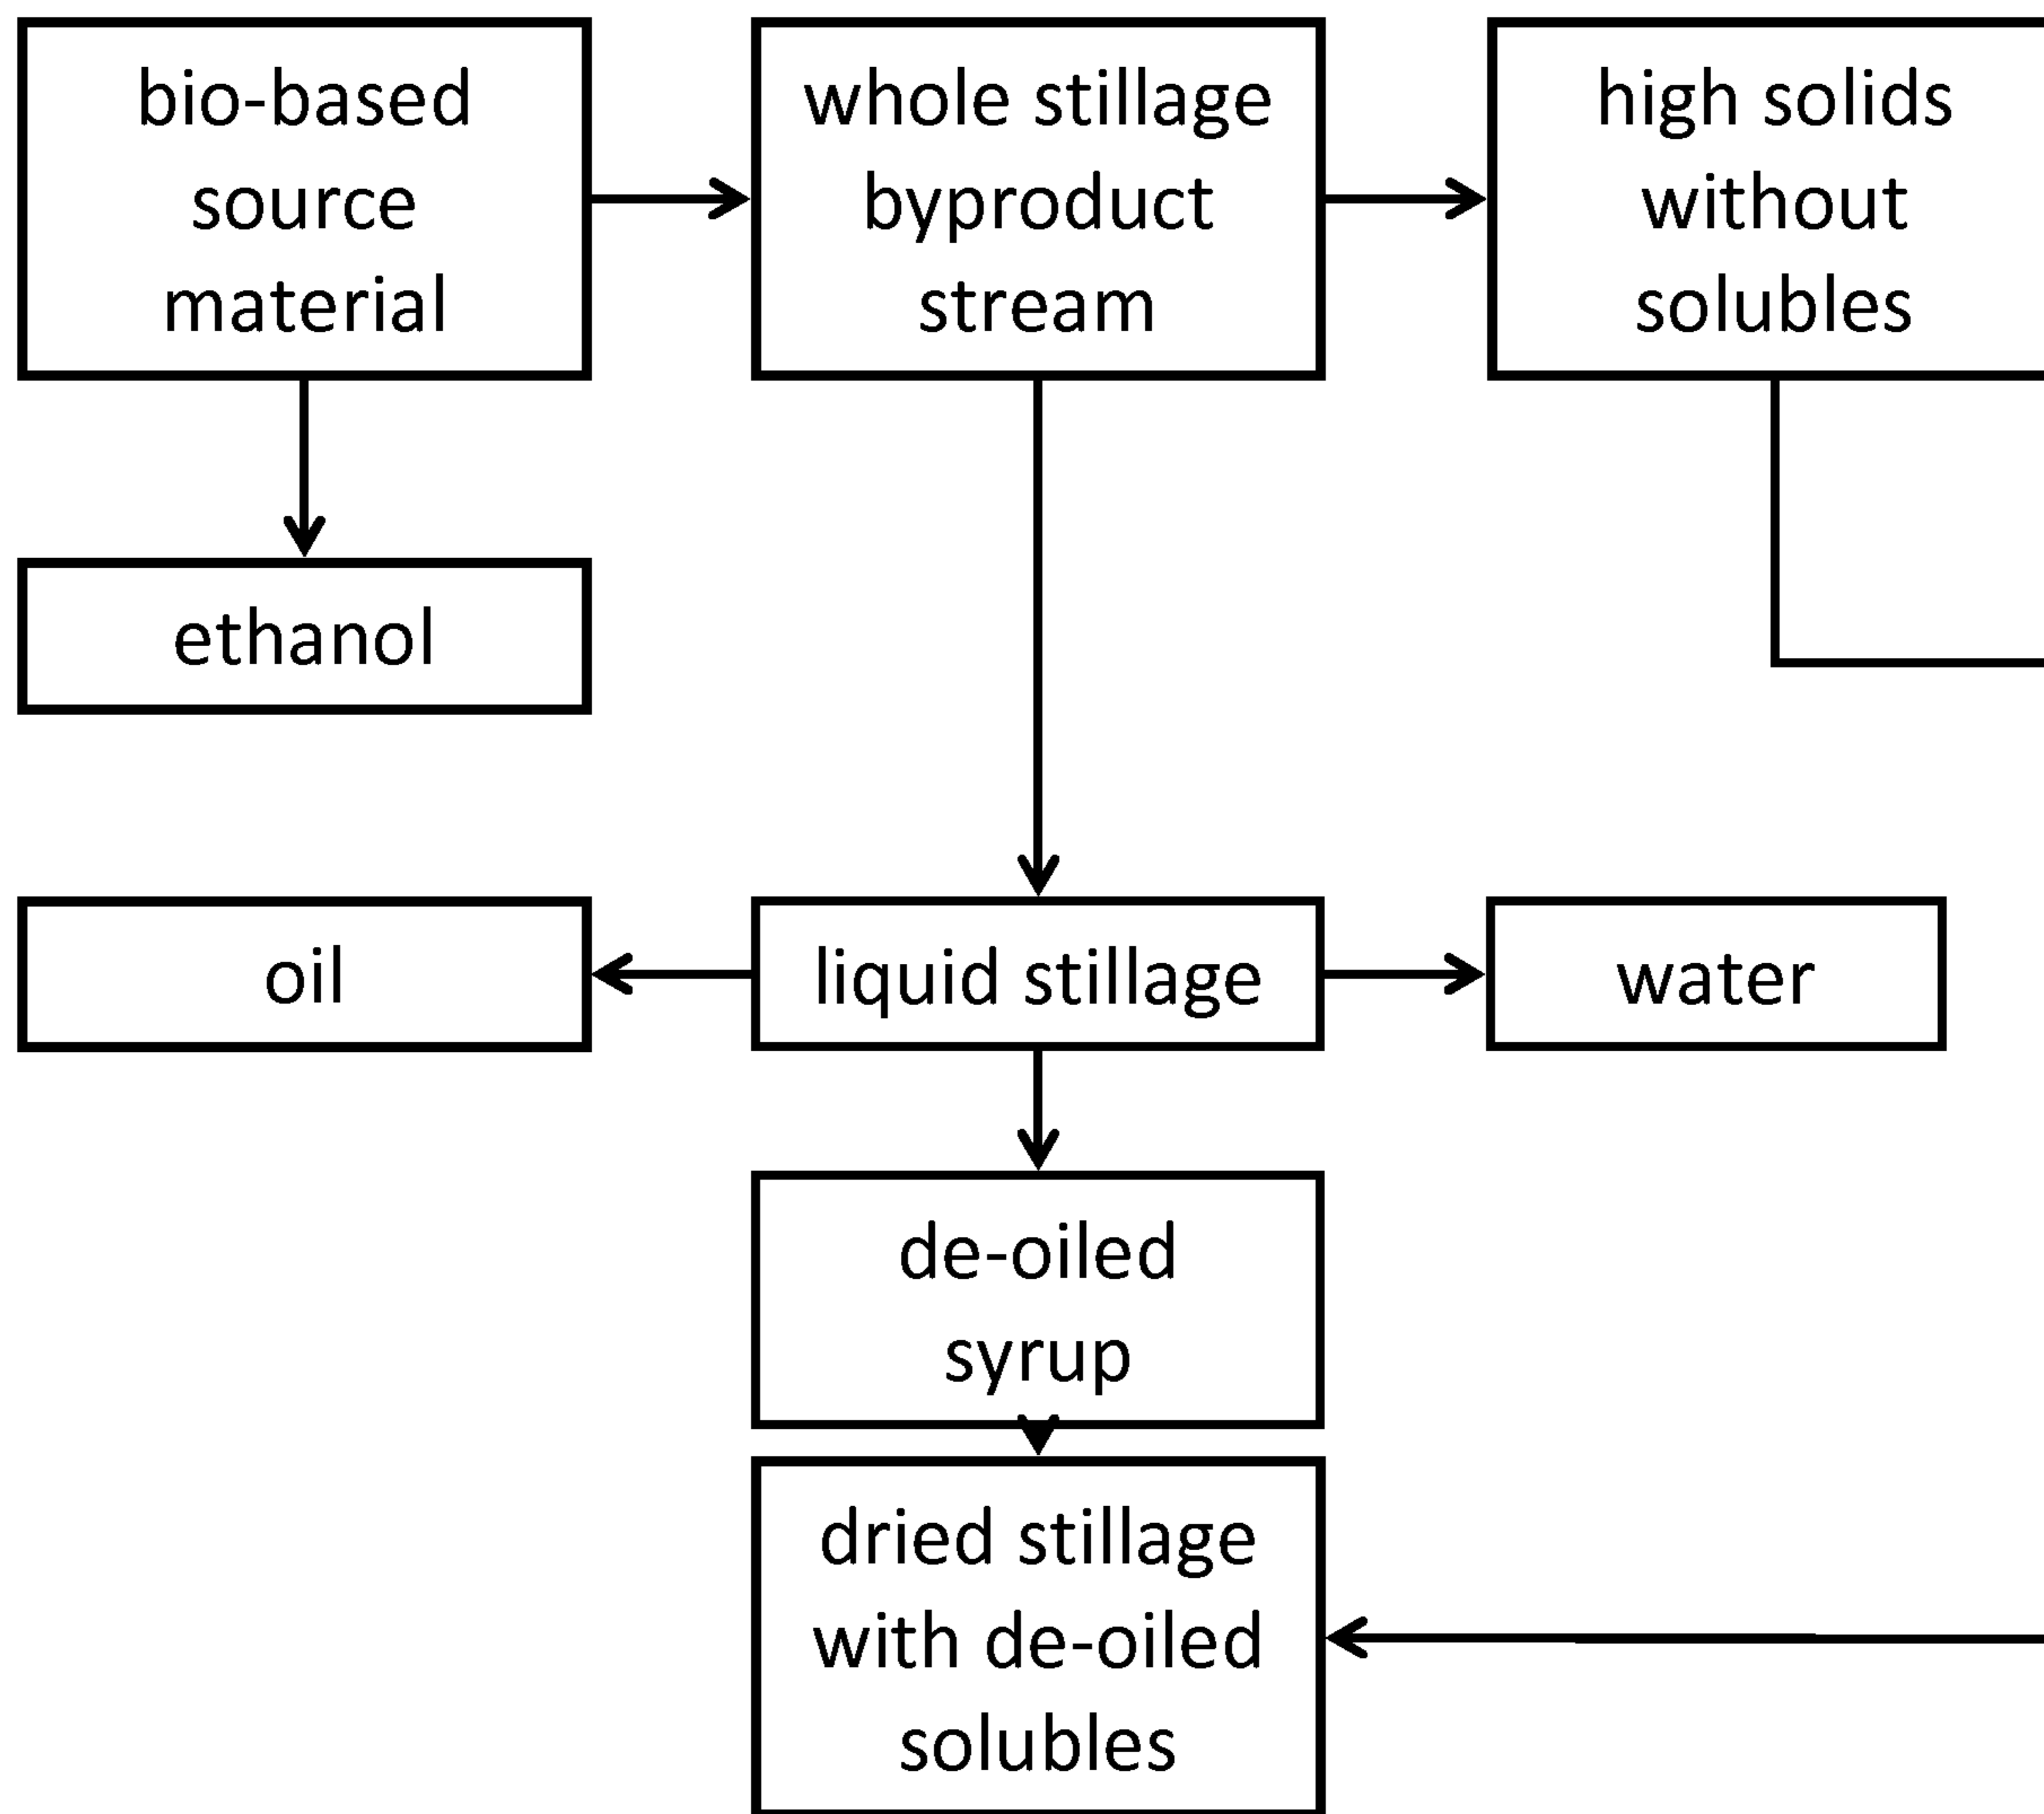 bio-based
source
material
whole stillage
byproduct
stream
high solids
without
solubles
ethanol
oil
liquid stillage
water
de-oiled
syrup
dried stillage
with de-oiled
solubles